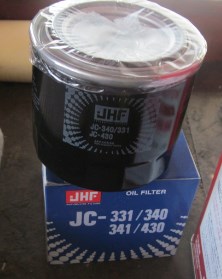 JHF
JC-340/331
JC-430
JHF
OIL FILTER
JC-331/340
341/430